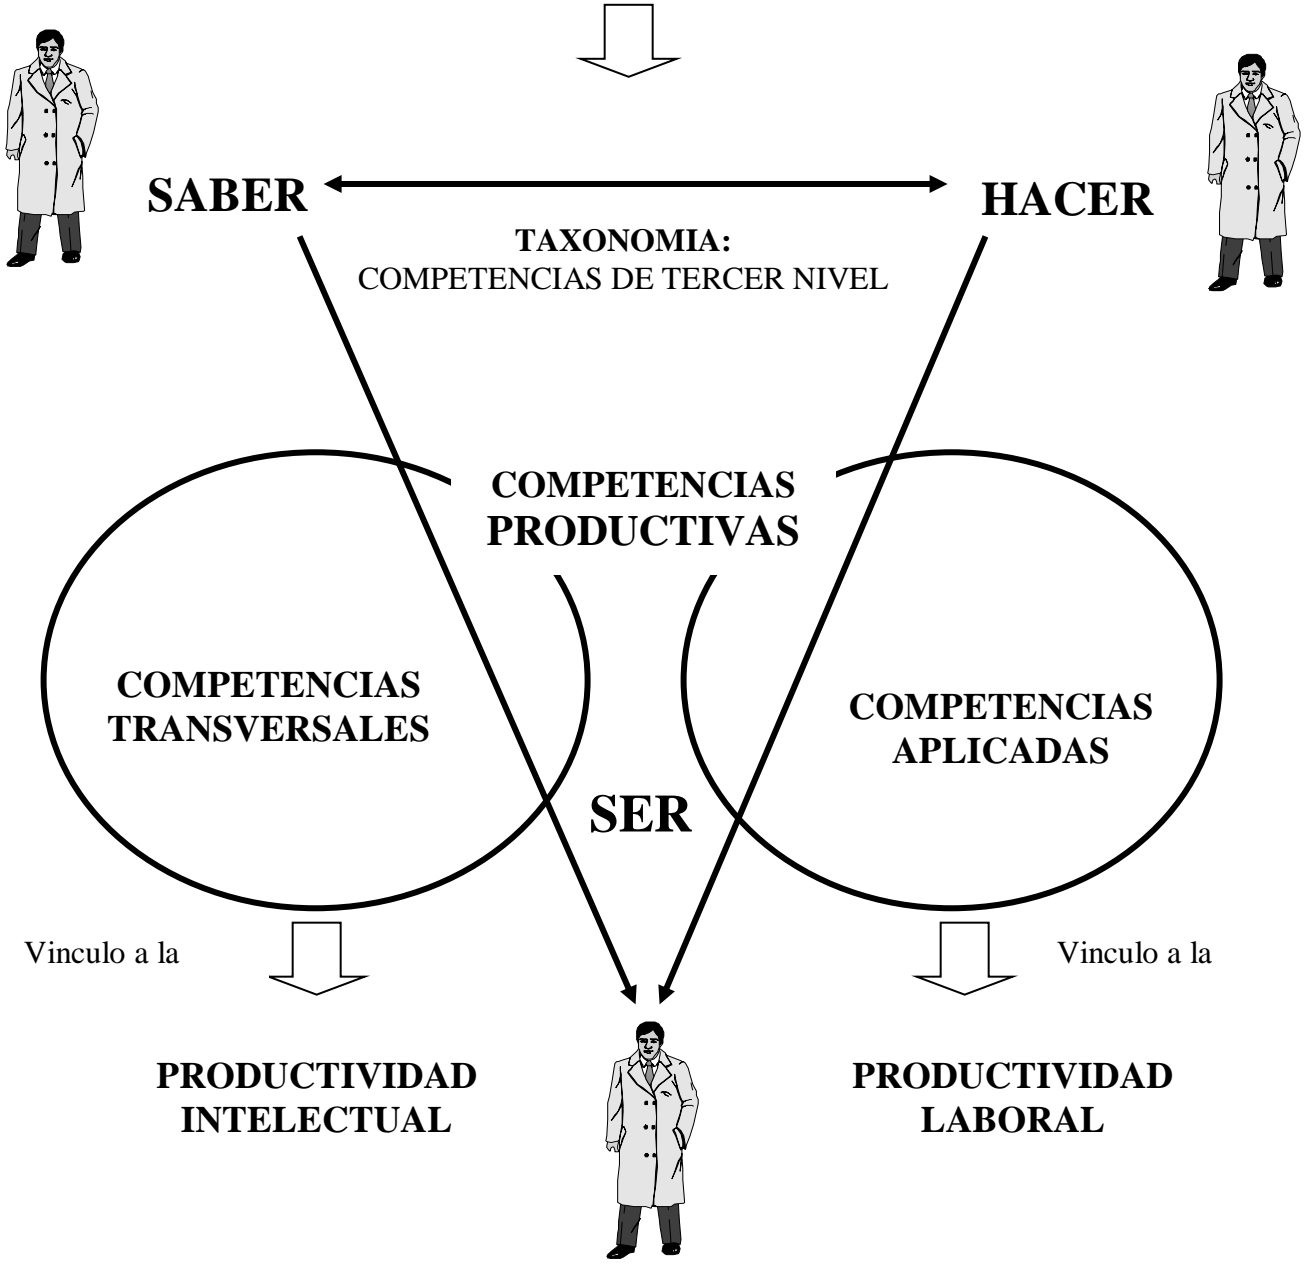 SABER
HACER
TAXONOMIA:
COMPETENCIAS DE TERCER NIVEL
COMPETENCIAS
PRODUCTIVAS
COMPETENCIAS
TRANSVERSALES
COMPETENCIAS
APLICADAS
SER
Vinculo a la
Vinculo a la
PRODUCTIVIDAD
INTELECTUAL
PRODUCTIVIDAD
LABORAL